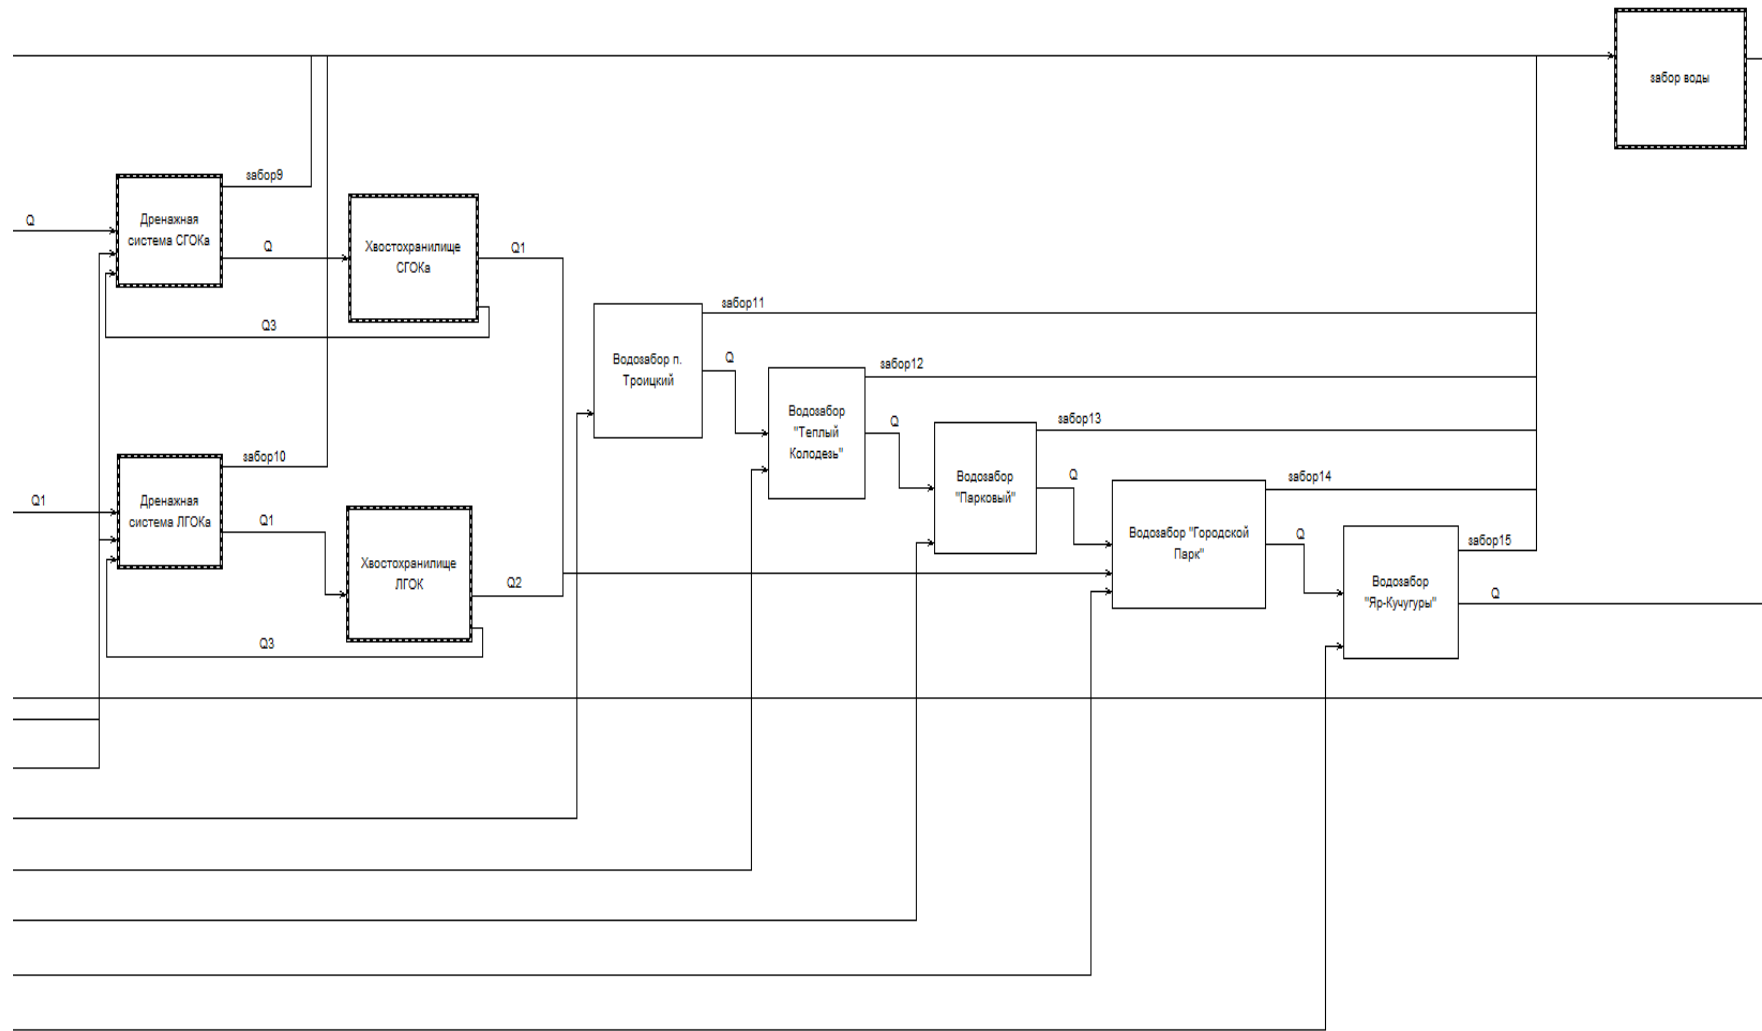 забор воды
забор9
Q
Дренажная
система СГОКа
Q
Хвостохранилище
СГОКа
Q1
Q3
забор11
Водозабор п.
Троицкий
Q
забор12
Водозабор
"Теплый
Колодезь"
Q
забор13
Водозабор
"Парковый"
Q
забор14
Водозабор "Городской
Парк"
Q
забор15
Водозабор
"Яр-Кучугуры"
Q
забор10
Q1
Дренажная
система ЛГОКа
Q1
Хвостохранилище
ЛГОК
Q2
Q3